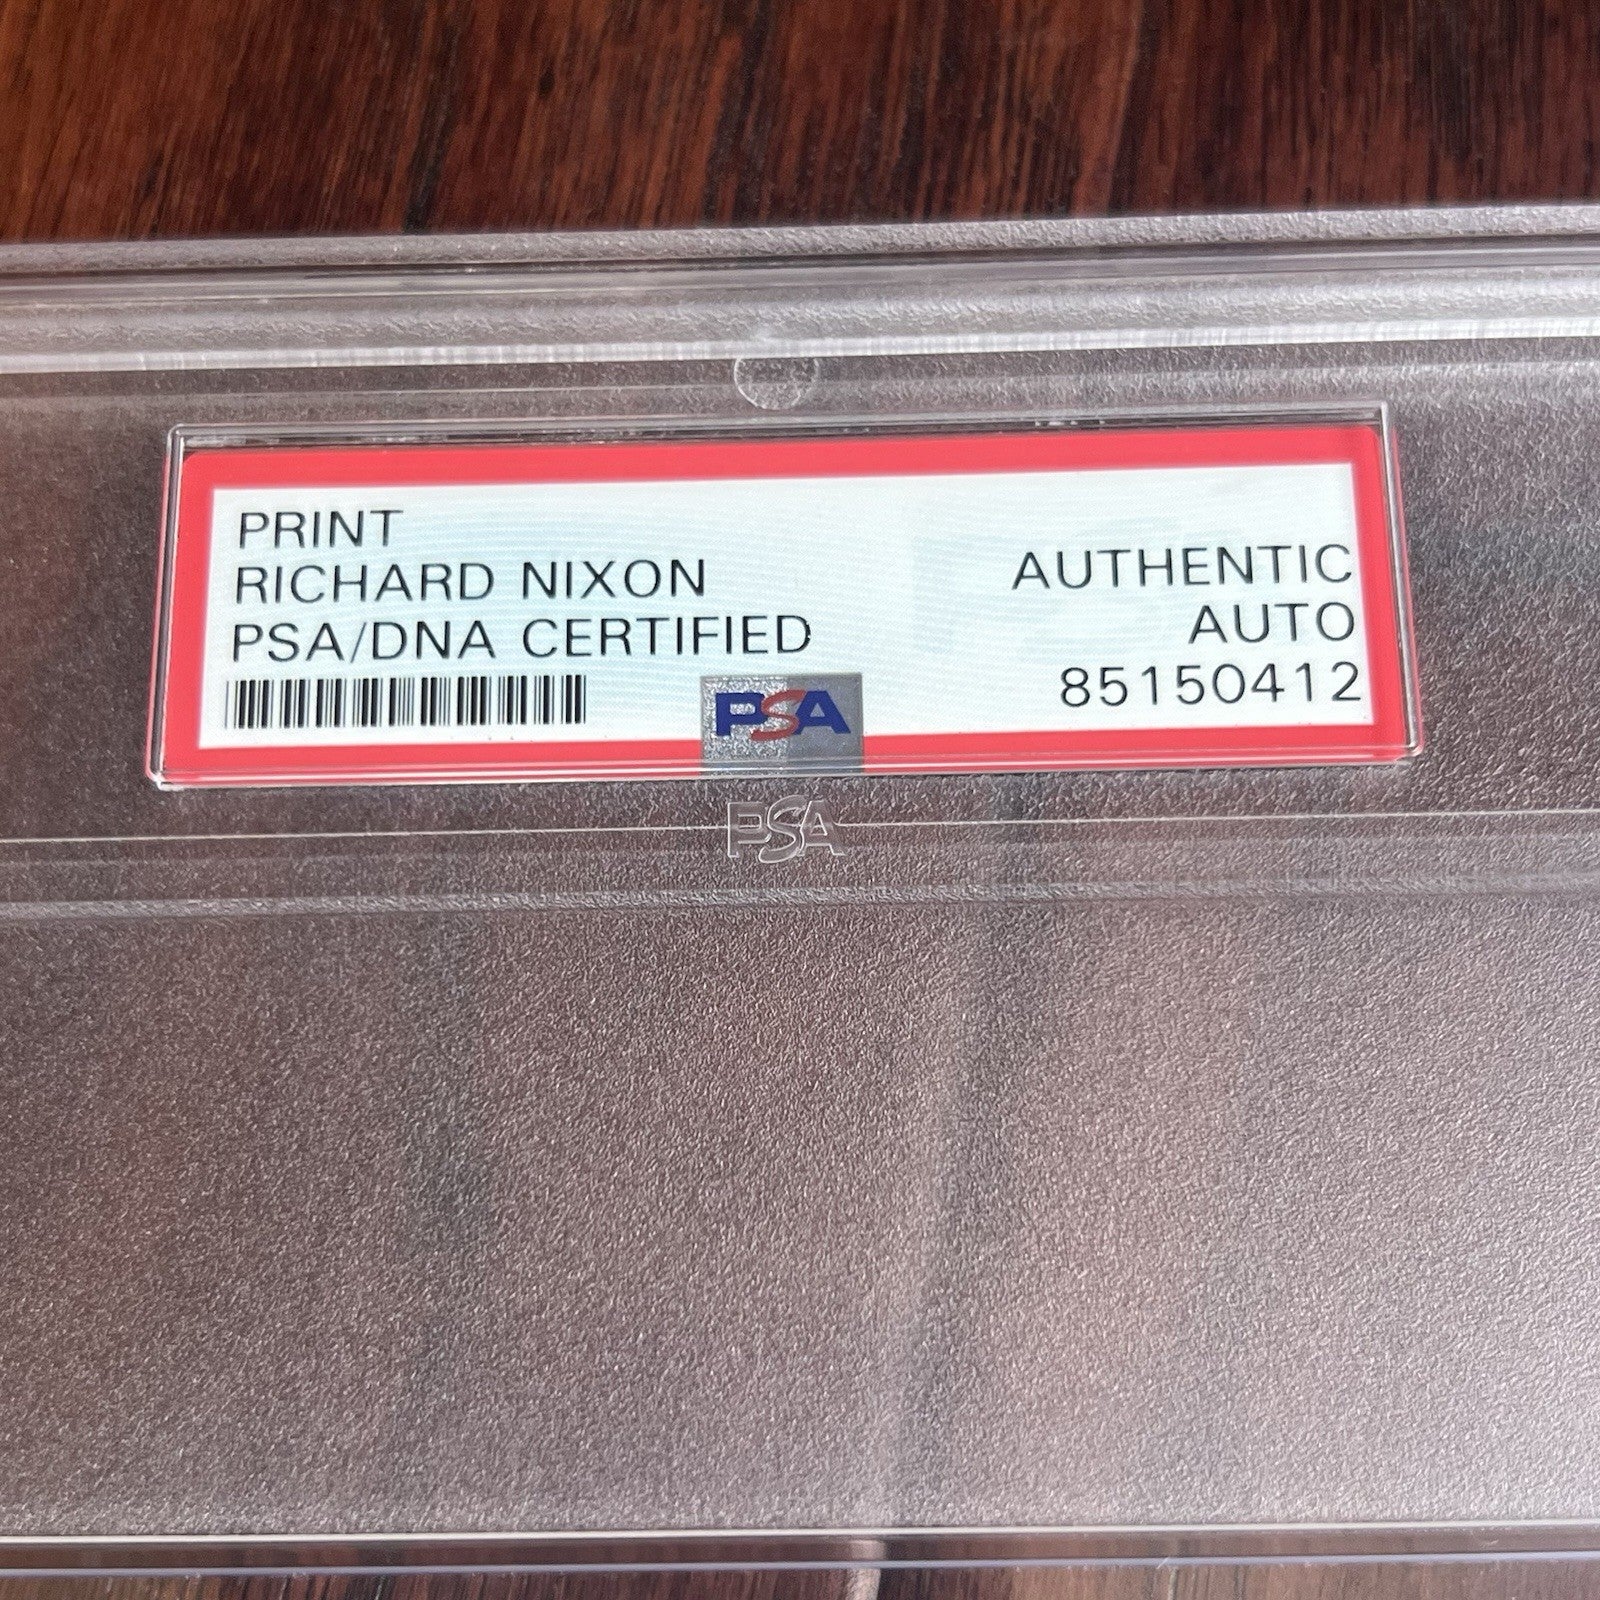 PRINT
RICHARD NIXON
PSA/DNA CERTIFIED
AUTHENTIC
AUTO
85150412
PSA
PSA